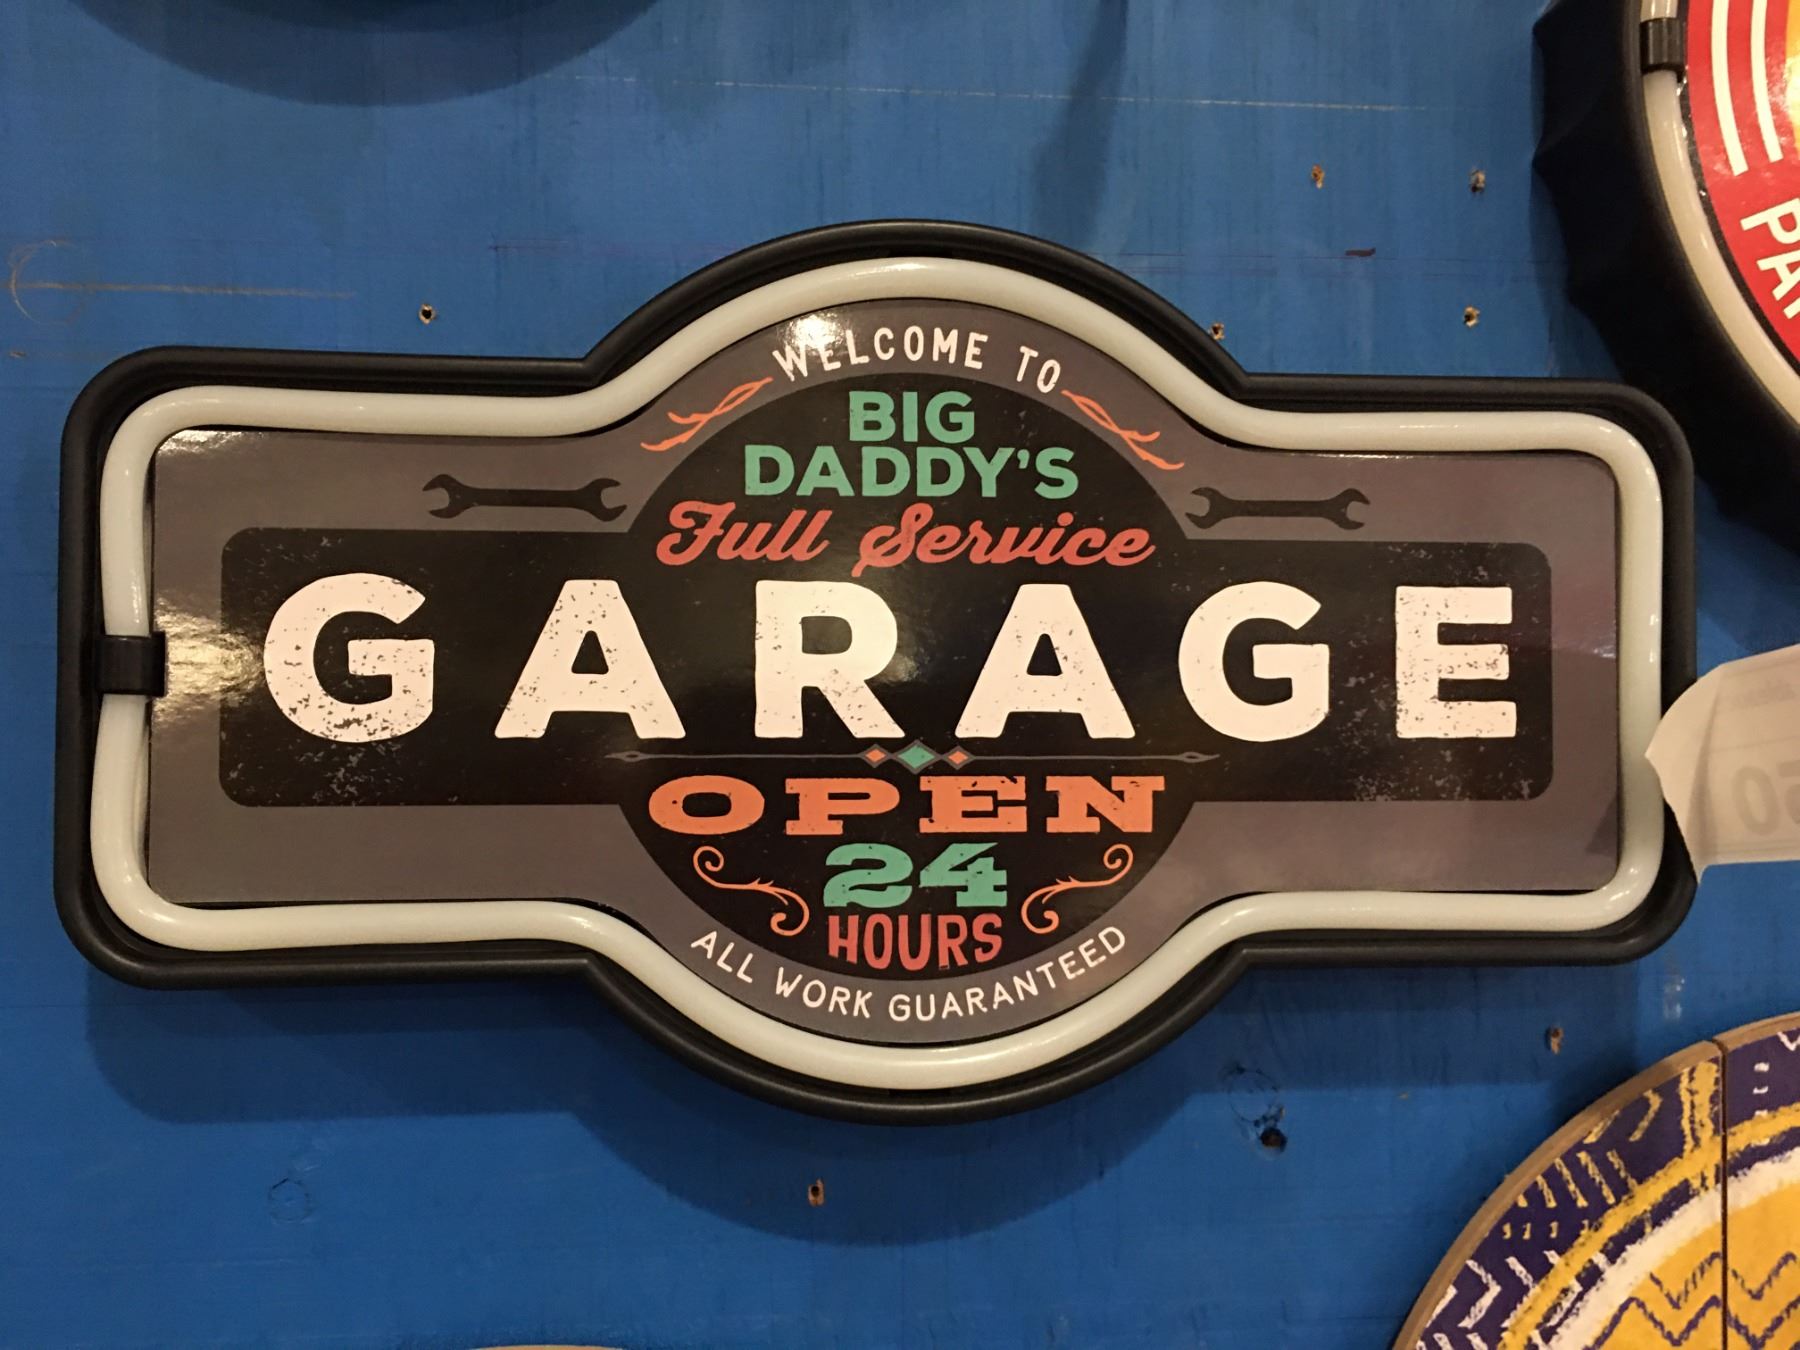 WELCOME TO
BIG
DADDY'S
Full Service
GARAGE
OPEN
24
HOURS
ALL WORK GUARANTEED